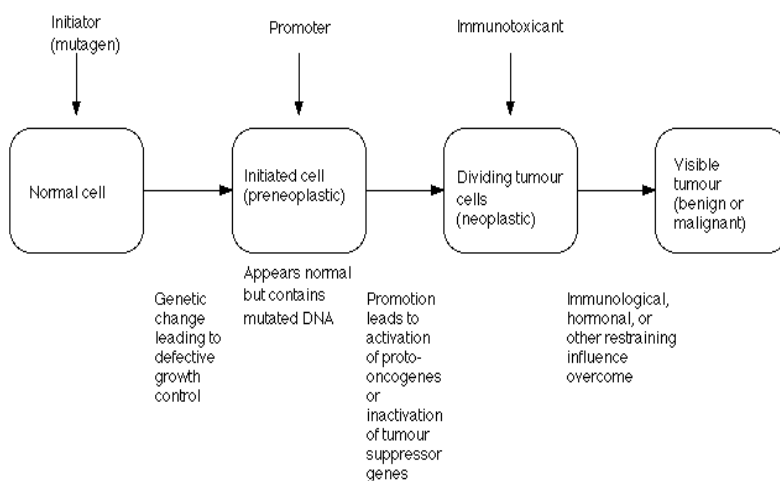 Initiator
(mutagen)
Promoter
Immunotoxicant
Normal cell
Initiated cell
(preneoplastic)
Dividing tumour
cells
(neoplastic)
Visible
tumour
(benign or
malignant)
Genetic
change
leading to
defective
growth
control
Appears normal
but contains
mutated DNA
Promotion
leads to
activation
of proto-
oncogenes
or
inactivation
of tumour
suppressor
genes
Immunological,
hormonal, or
other restraining
influence
overcome